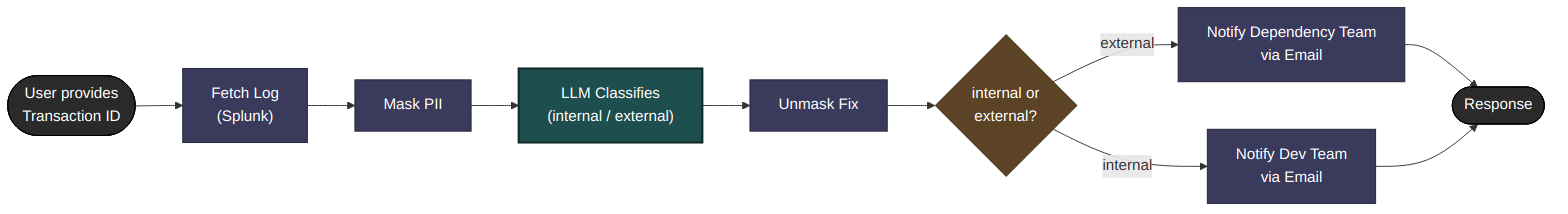 User provides
Transaction ID
Fetch Log
(Splunk)
Mask PII
LLM Classifies
(internal / external)
Unmask Fix
internal or
external?
external
Notify Dependency Team
via Email
internal
Notify Dev Team
via Email
Response